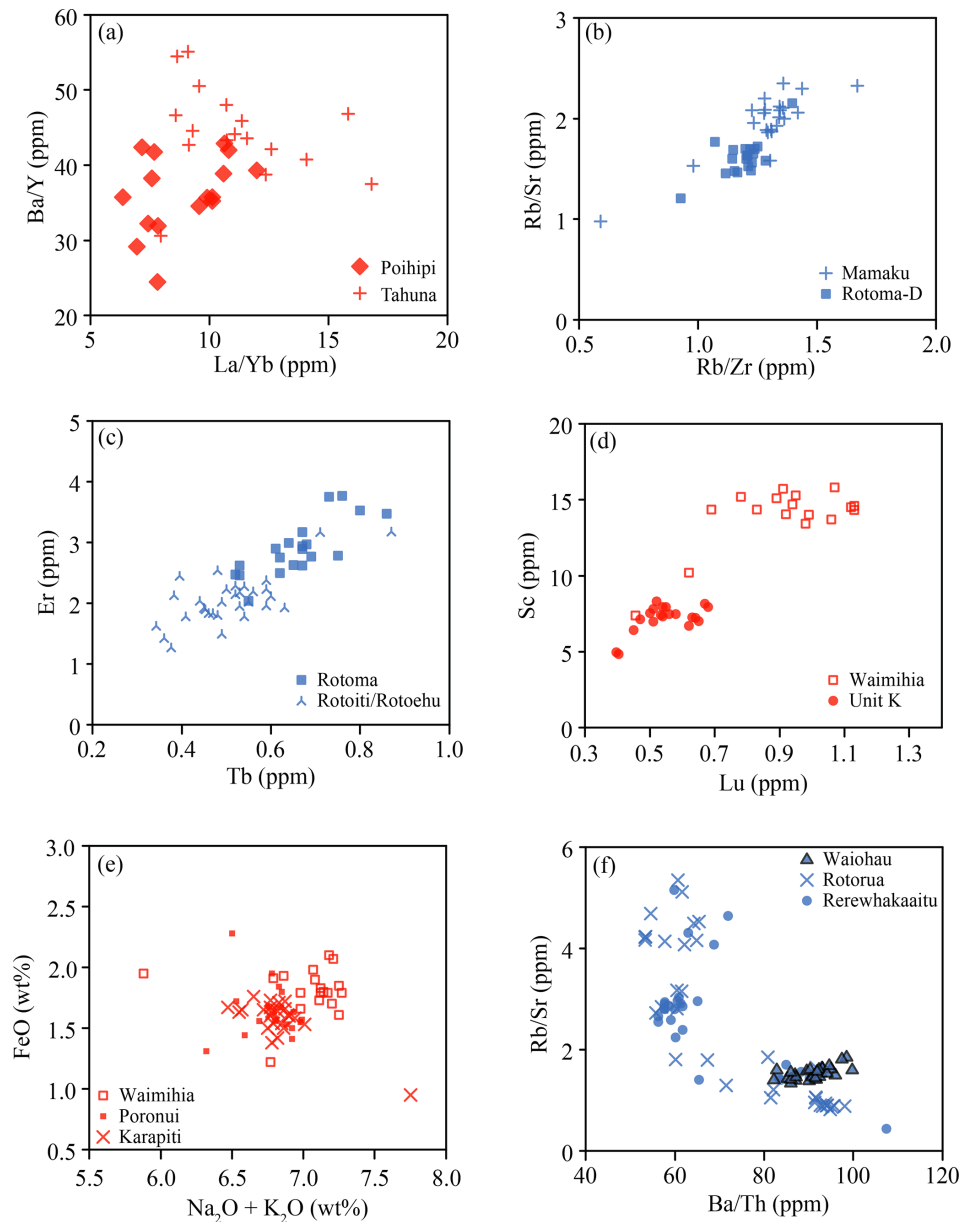 (a)
60
50
40
30
20
Ba/Y (ppm)
Poihipi
Tahuna
5
10
15
20
La/Yb (ppm)
(b)
3
2
1
0
Rb/Sr (ppm)
Mamaku
Rotoma-D
0.5
1.0
1.5
2.0
Rb/Zr (ppm)
(c)
5
4
3
2
1
0
Er (ppm)
Rotoma
Rotoiti/Rotoehu
0.2
0.4
0.6
0.8
1.0
Tb (ppm)
(d)
20
15
10
5
0
Sc (ppm)
Waimihia
Unit K
0.3
0.5
0.7
0.9
1.1
1.3
Lu (ppm)
(e)
3.0
2.5
2.0
1.5
1.0
0.5
FeO (wt%)
Waimihia
Poronui
Karapiti
5.5
6.0
6.5
7.0
7.5
8.0
Na₂O + K₂O (wt%)
(f)
6
4
2
0
Rb/Sr (ppm)
Waiohau
Rotorua
Rerewhakaaitu
40
60
80
100
120
Ba/Th (ppm)